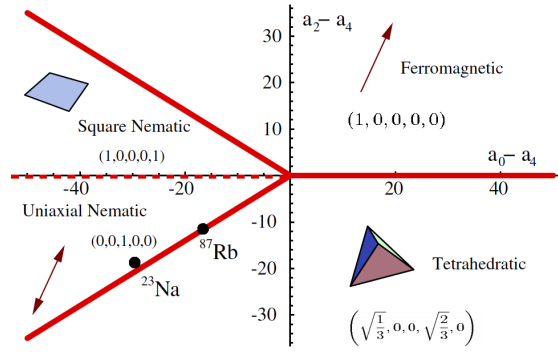 a₂− a₄
30
20
10
Ferromagnetic
(1, 0, 0, 0, 0)
Square Nematic
(1,0,0,0,1)
a₀− a₄
-40
-20
20
40
Uniaxial Nematic
(0,0,1,0,0)
-10
-20
-30
⁸⁷Rb
²³Na
Tetrahedratic
(√1/3, 0, 0, √2/3, 0)